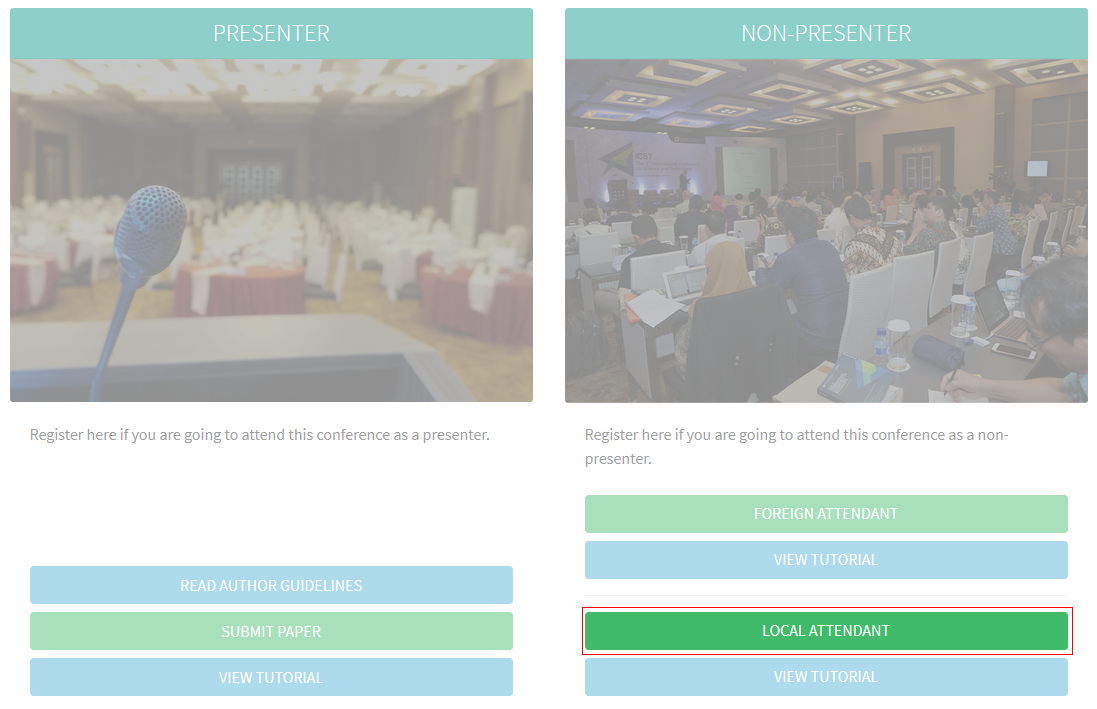 PRESENTER
Register here if you are going to attend this conference as a presenter.
READ AUTHOR GUIDELINES
SUBMIT PAPER
VIEW TUTORIAL
NON-PRESENTER
ICST
Register here if you are going to attend this conference as a non-
presenter.
FOREIGN ATTENDANT
VIEW TUTORIAL
LOCAL ATTENDANT
VIEW TUTORIAL